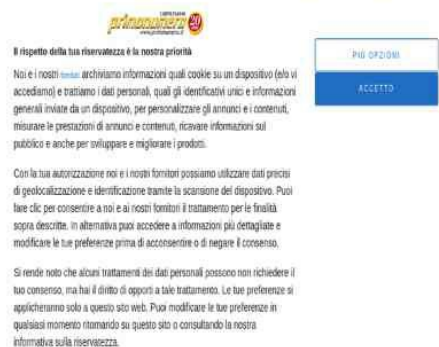 primonumero 20
www.primonumero.it
Il rispetto della tua riservatezza è la nostra priorità
Noi e i nostri fornitori archiviamo informazioni quali cookie su un dispositivo (e/o vi
accediamo) e trattiamo i dati personali, quali gli identificativi unici e informazioni
generali inviate da un dispositivo, per personalizzare gli annunci e i contenuti,
misurare le prestazioni di annunci e contenuti, ricavare informazioni sul
pubblico e anche per sviluppare e migliorare i prodotti.
Con la tua autorizzazione noi e i nostri fornitori possiamo utilizzare dati precisi
di geolocalizzazione e identificazione tramite la scansione del dispositivo. Puoi
fare clic per consentire a noi e ai nostri fornitori il trattamento per le finalità
sopra descritte. In alternativa puoi accedere a informazioni più dettagliate e
modificare le tue preferenze prima di acconsentire o di negare il consenso.
Si rende noto che alcuni trattamenti dei dati personali possono non richiedere il
tuo consenso, ma hai il diritto di opporti a tale trattamento. Le tue preferenze si
applicheranno solo a questo sito web. Puoi modificare le tue preferenze in
qualsiasi momento ritornando su questo sito o consultando la nostra
informativa sulla riservatezza.
PIÙ OPZIONI
ACCETTO